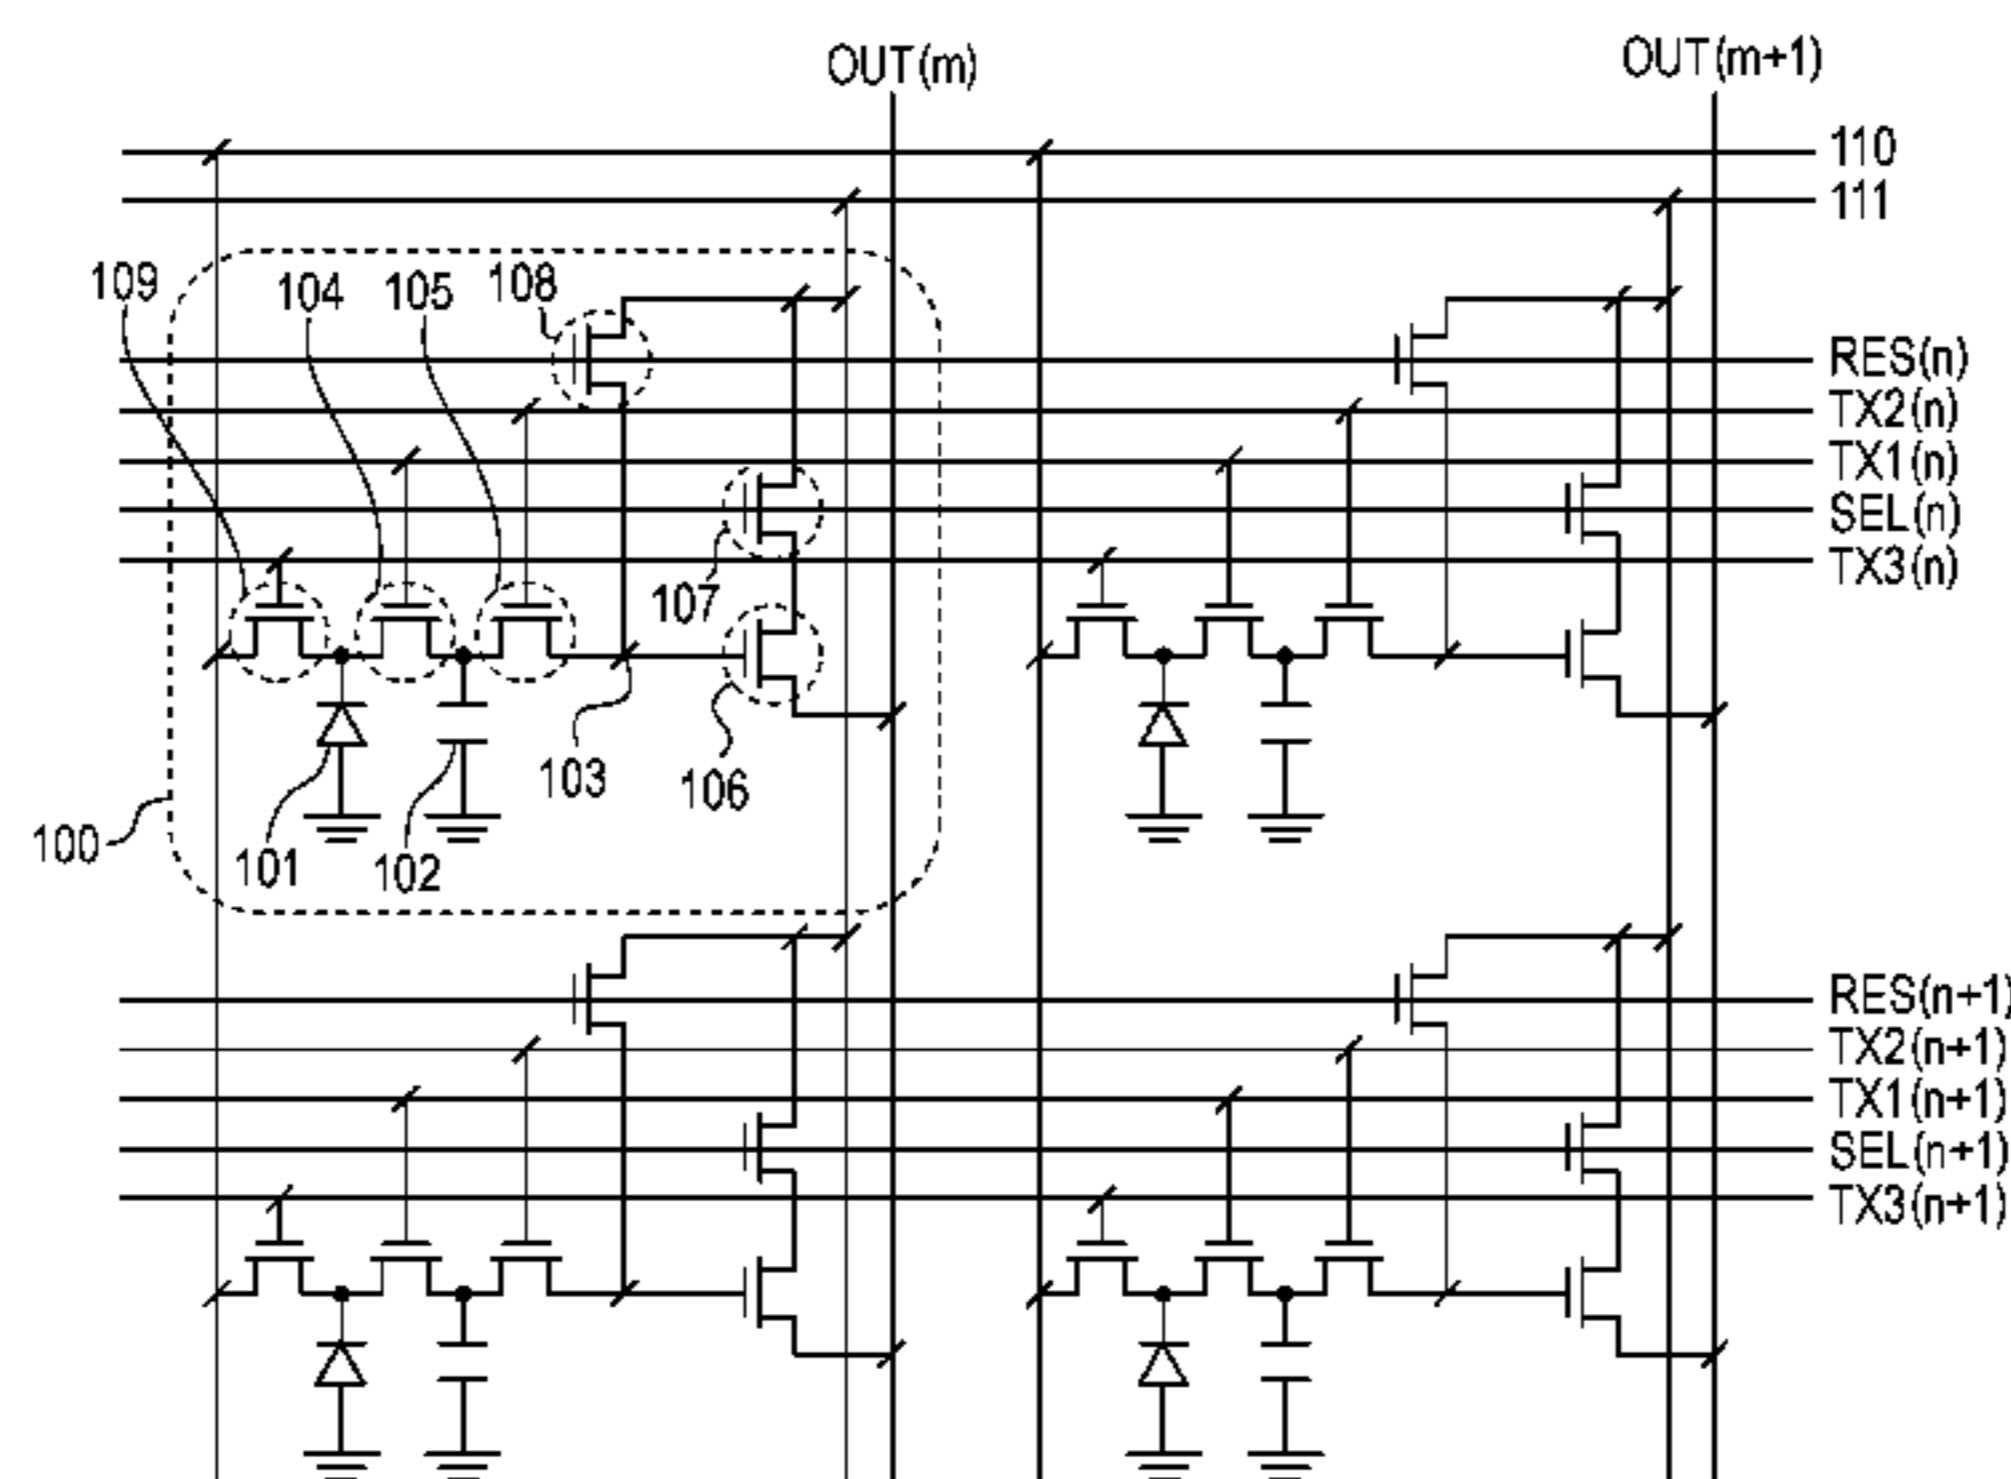 OUT(m)
OUT(m+1)
110
111
109
104
105
108
RES(n)
TX2(n)
TX1(n)
SEL(n)
TX3(n)
107
103
106
100
101
102
RES(n+1)
TX2(n+1)
TX1(n+1)
SEL(n+1)
TX3(n+1)